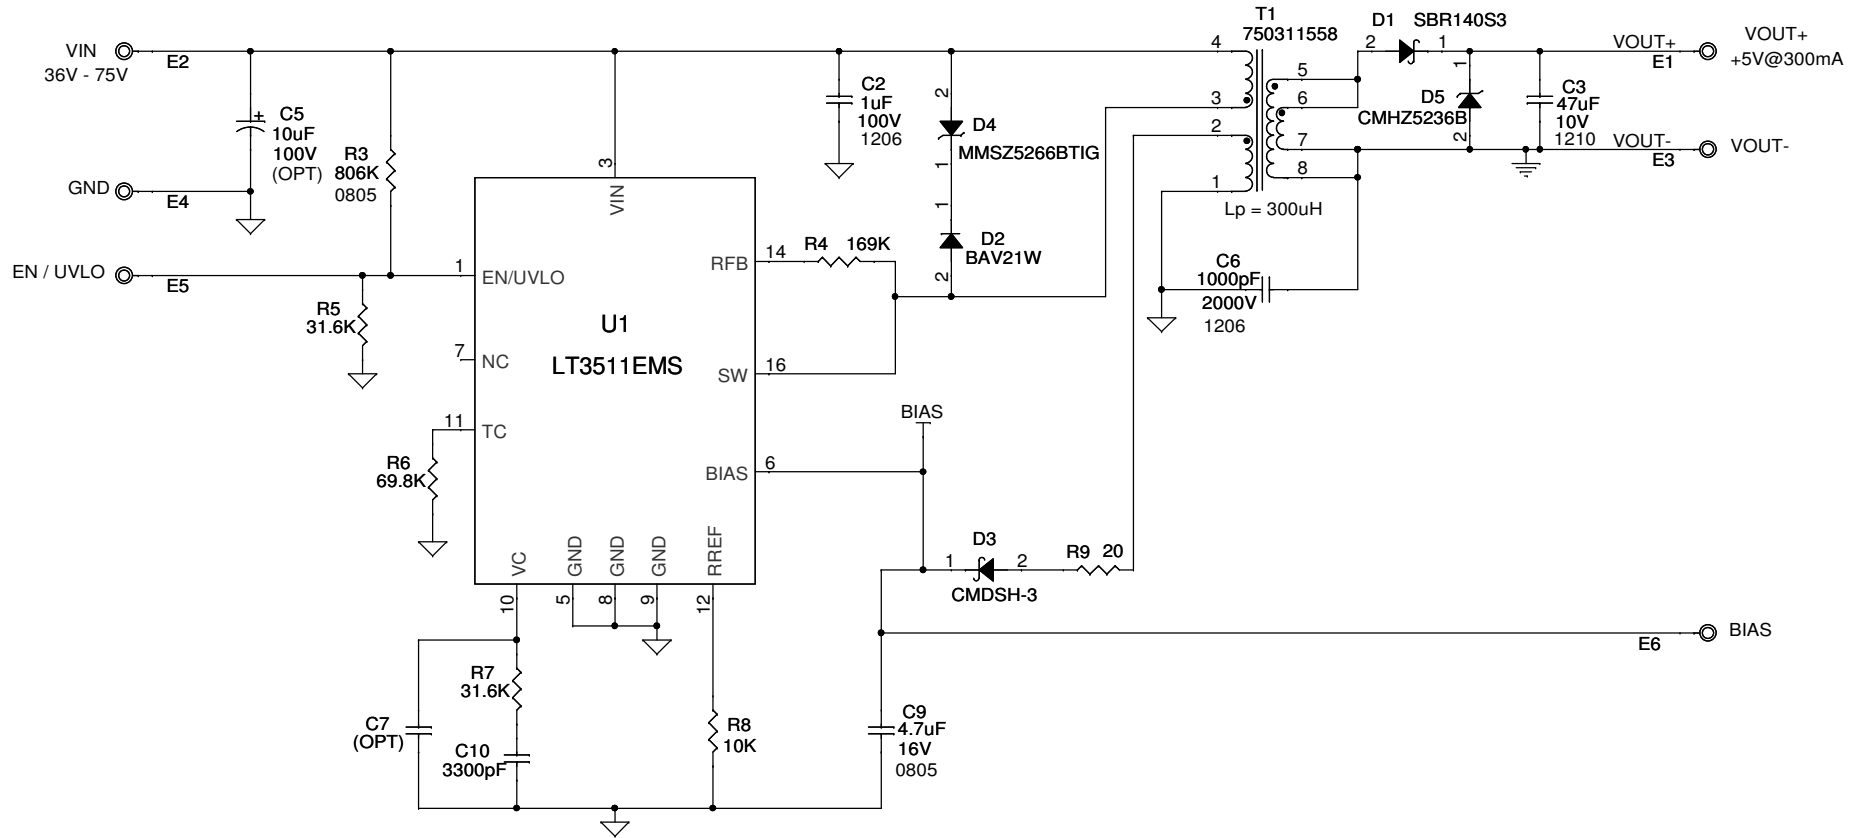 T1
750311558
D1 SBR140S3
VIN
36V - 75V
E2
4
5
2
1
VOUT+
E1
VOUT+
+5V@300mA
C5
+
10uF
100V
(OPT)
R3
806K
0805
C2
1uF
100V
1206
2
D4
MMSZ5266BTIG
1
1
D2
BAV21W
2
3
2
1
6
7
8
Lp = 300uH
1
D5
CMHZ5236B
2
C3
47uF
10V
1210
VOUT-
E3
VOUT-
GND
E4
3
VIN
EN / UVLO
E5
1
EN/UVLO
RFB
14
R4 169K
R5
31.6K
C6
1000pF
2000V
1206
U1
LT3511EMS
7
NC
SW
16
11
TC
R6
69.8K
BIAS
BIAS
6
VC
GND
GND
GND
RREF
10
5
8
9
12
D3
1
2
CMDSH-3
R9 20
E6
BIAS
R7
31.6K
C7
(OPT)
C10
3300pF
R8
10K
C9
4.7uF
16V
0805